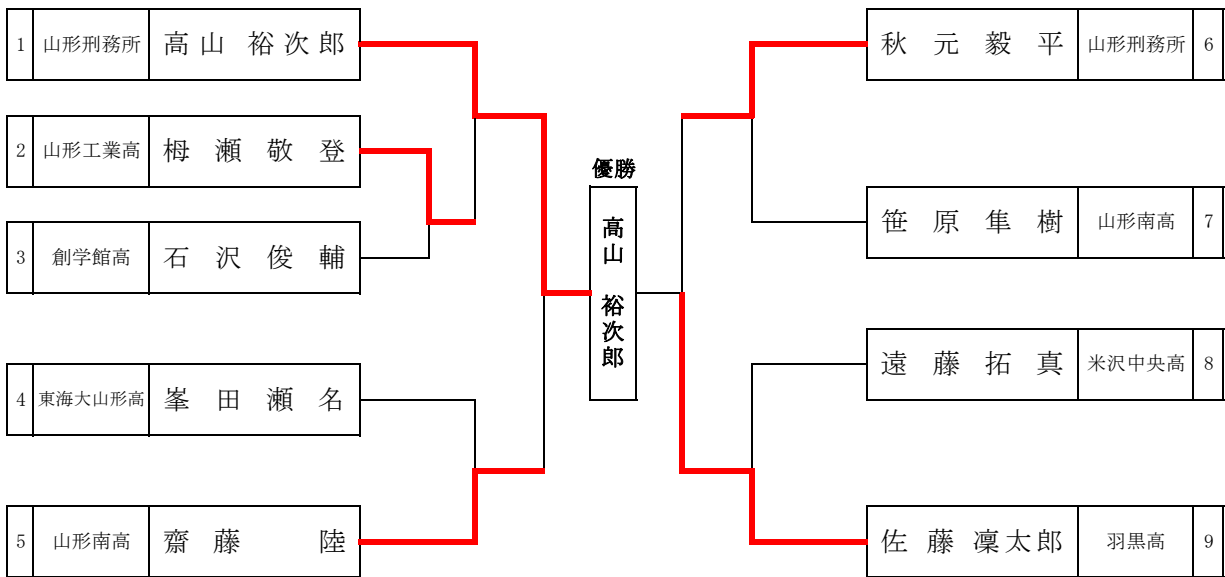 1 山形刑務所 高山 裕次郎
2 山形工業高 栂瀬敬登
3 創学館高 石沢俊輔
4 東海大山形高 峯田瀬名
5 山形南高 齋藤 陸
優勝
高山 裕次郎
秋元毅平 山形刑務所 6
笹原隼樹 山形南高 7
遠藤拓真 米沢中央高 8
佐藤凜太郎 羽黒高 9